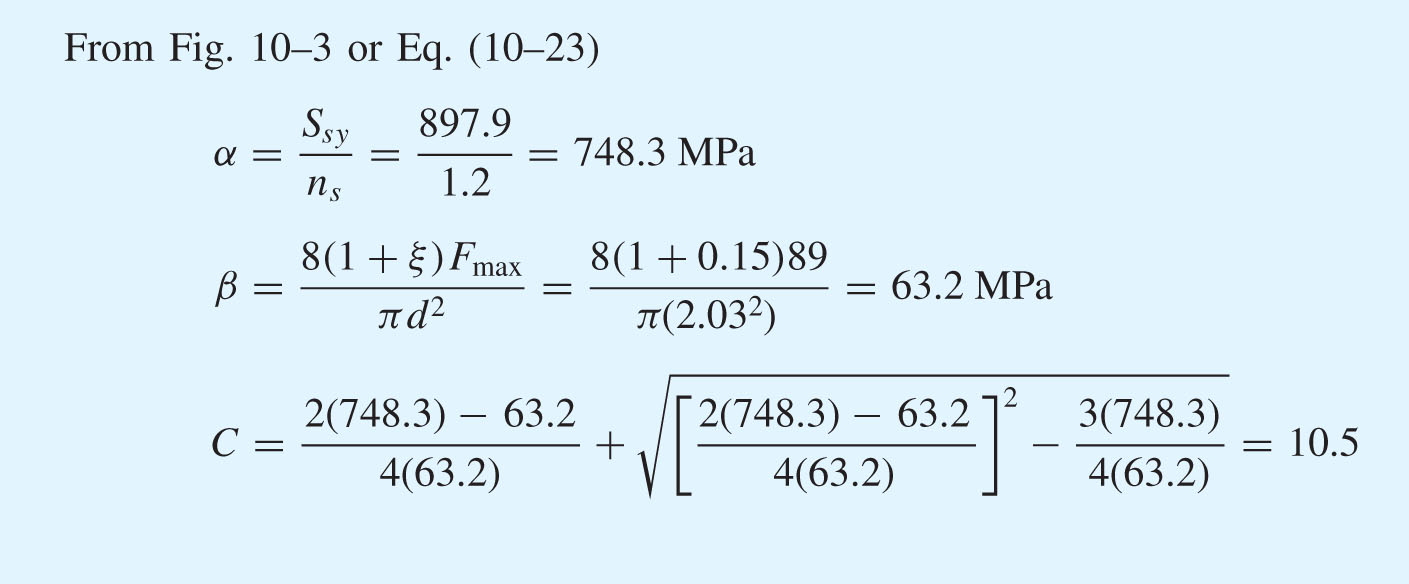 From Fig. 10–3 or Eq. (10–23)
α = S_sy / n_s = 897.9 / 1.2 = 748.3 MPa
β = 8(1 + ξ)F_max / πd² = 8(1 + 0.15)89 / π(2.03²) = 63.2 MPa
C = 2(748.3) − 63.2 / 4(63.2) + √([2(748.3) − 63.2 / 4(63.2)]² − 3(748.3) / 4(63.2)) = 10.5